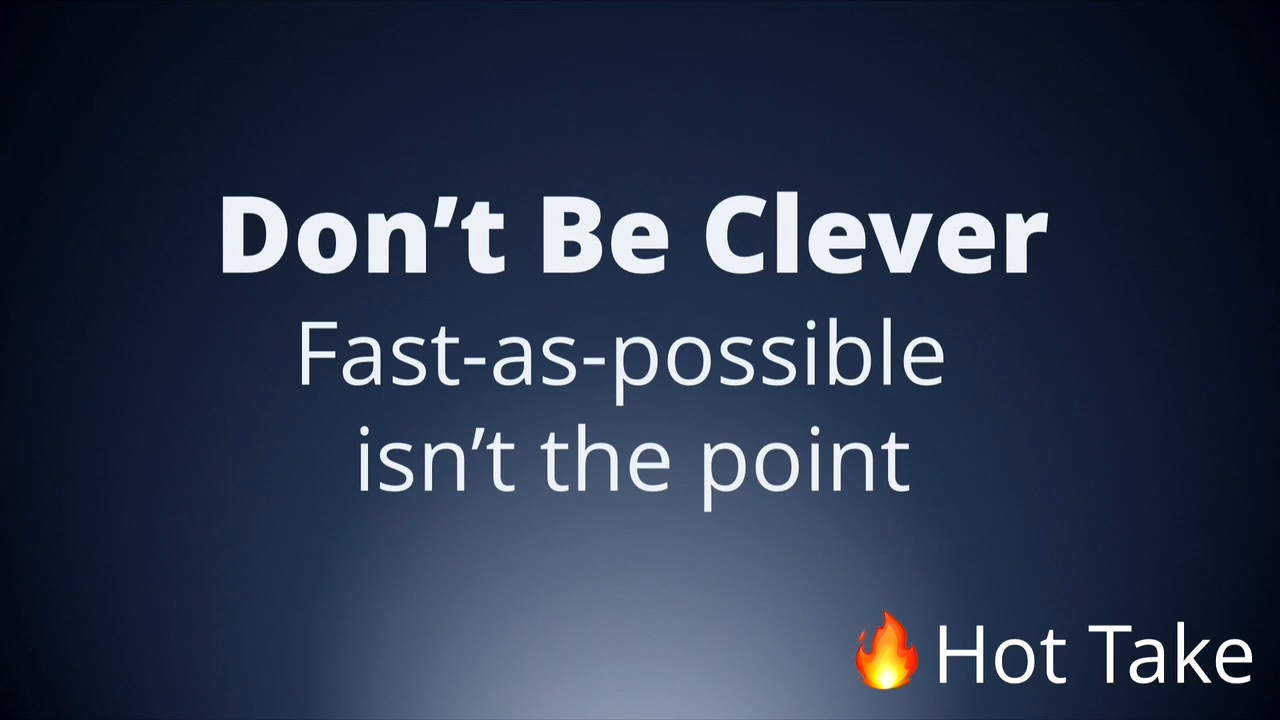 Don’t Be Clever
Fast-as-possible
isn’t the point
🔥Hot Take